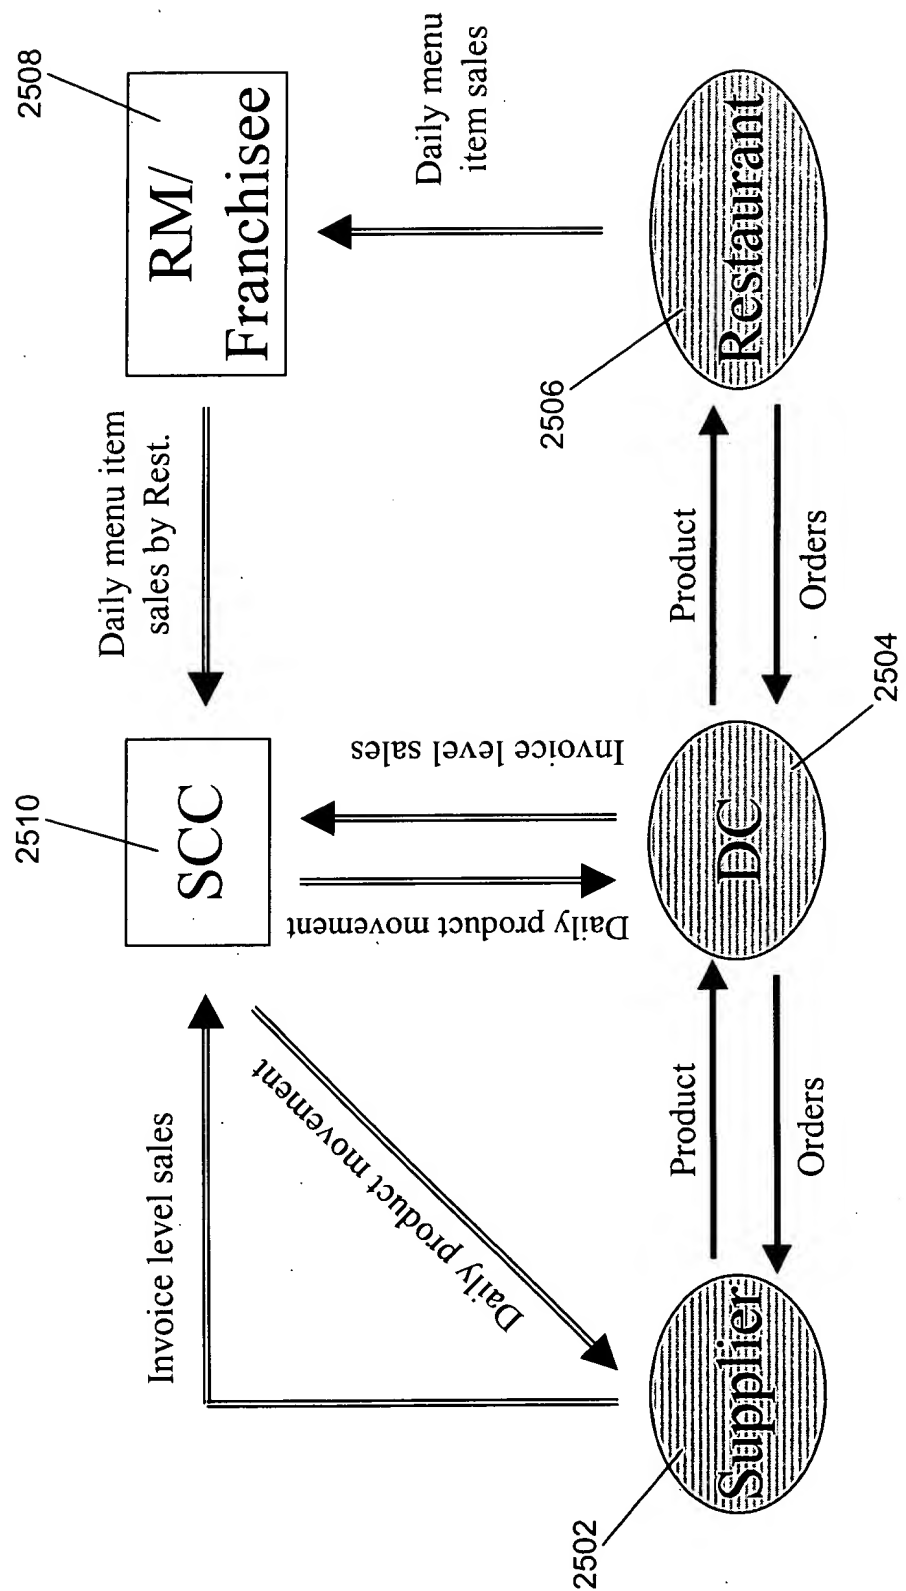 2510
2508
SCC
RM/
Franchisee
Daily menu item
sales by Rest.
Invoice level sales
Daily product movement
Daily product movement
Invoice level sales
Daily menu
item sales
2502
Supplier
Product
Orders
DC
2504
Product
Orders
2506
Restaurant